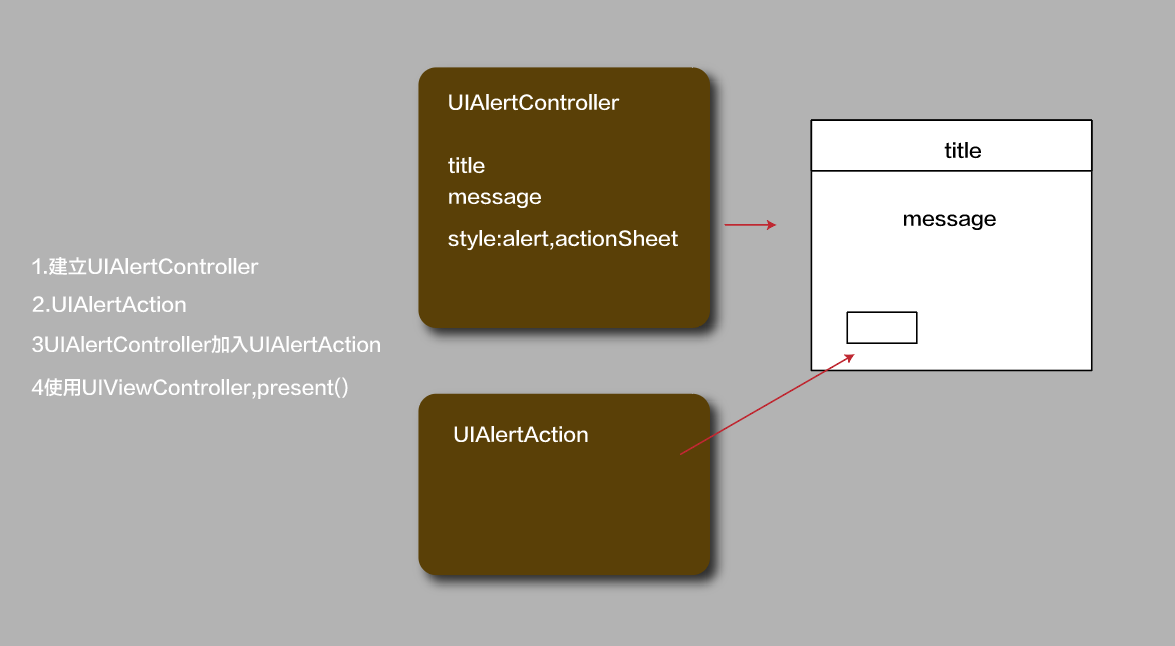 1.建立UIAlertController
2.UIAlertAction
3UIAlertController加入UIAlertAction
4使用UIViewController,present()
UIAlertController
title
message
style:alert,actionSheet
UIAlertAction
title
message